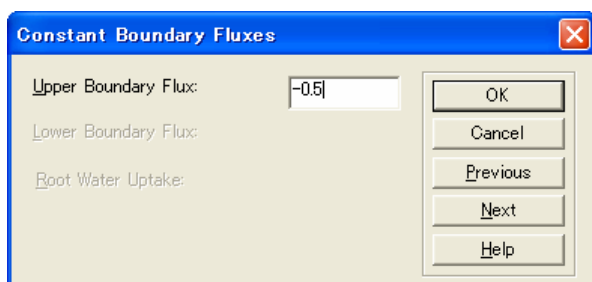 Constant Boundary Fluxes
Upper Boundary Flux:
-0.5
Lower Boundary Flux:
Root Water Uptake:
OK
Cancel
Previous
Next
Help